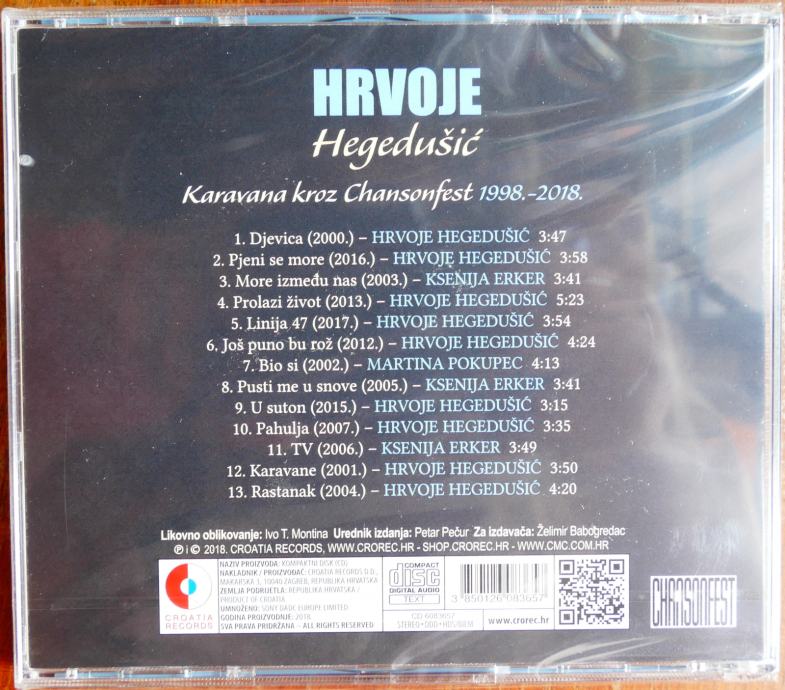 HRVOJE
Hegedušić
Karavana kroz Chansonfest 1998.-2018.
1. Djevica (2000.) – HRVOJE HEGEDUŠIĆ 3:47
2. Pjeni se more (2016.) – HRVOJE HEGEDUŠIĆ 3:58
3. More između nas (2003.) – KSENIJA ERKER 3:41
4. Prolazi život (2013.) – HRVOJE HEGEDUŠIĆ 5:23
5. Linija 47 (2017.) – HRVOJE HEGEDUŠIĆ 3:54
6. Još puno bu rož (2012.) – HRVOJE HEGEDUŠIĆ 4:24
7. Bio si (2002.) – MARTINA POKUPEC 4:13
8. Pusti me u snove (2005.) – KSENIJA ERKER 3:41
9. U suton (2015.) – HRVOJE HEGEDUŠIĆ 3:15
10. Pahulja (2007.) – HRVOJE HEGEDUŠIĆ 3:35
11. TV (2006.) – KSENIJA ERKER 3:49
12. Karavane (2001.) – HRVOJE HEGEDUŠIĆ 3:50
13. Rastanak (2004.) – HRVOJE HEGEDUŠIĆ 4:20
Likovno oblikovanje: Ivo T. Montina Urednik izdanja: Petar Pečur Za izdavača: Želimir Babogredac
℗ i © 2018. CROATIA RECORDS, WWW.CROREC.HR - SHOP.CROREC.HR - WWW.CMC.COM.HR
CROATIA
RECORDS
NAZIV PROIZVODA: KOMPAKTNI DISK (CD)
NAKLADNIK / PROIZVOĐAČ: CROATIA RECORDS D.D.,
MAKARSKA 3, 10040 ZAGREB, REPUBLIKA HRVATSKA
ZEMLJA PODRIJETLA: REPUBLIKA HRVATSKA /
PRODUCT OF CROATIA
UMNOŽENO: SONY DADC EUROPE LIMITED
GODINA PROIZVODNJE: 2018.
SVA PRAVA PRIDRŽANA – ALL RIGHTS RESERVED
COMPACT
disc
DIGITAL AUDIO
TEXT
3 850126 083657
CD 6083657
STEREO•DDD•
www.crorec.hr
CHANSONFEST